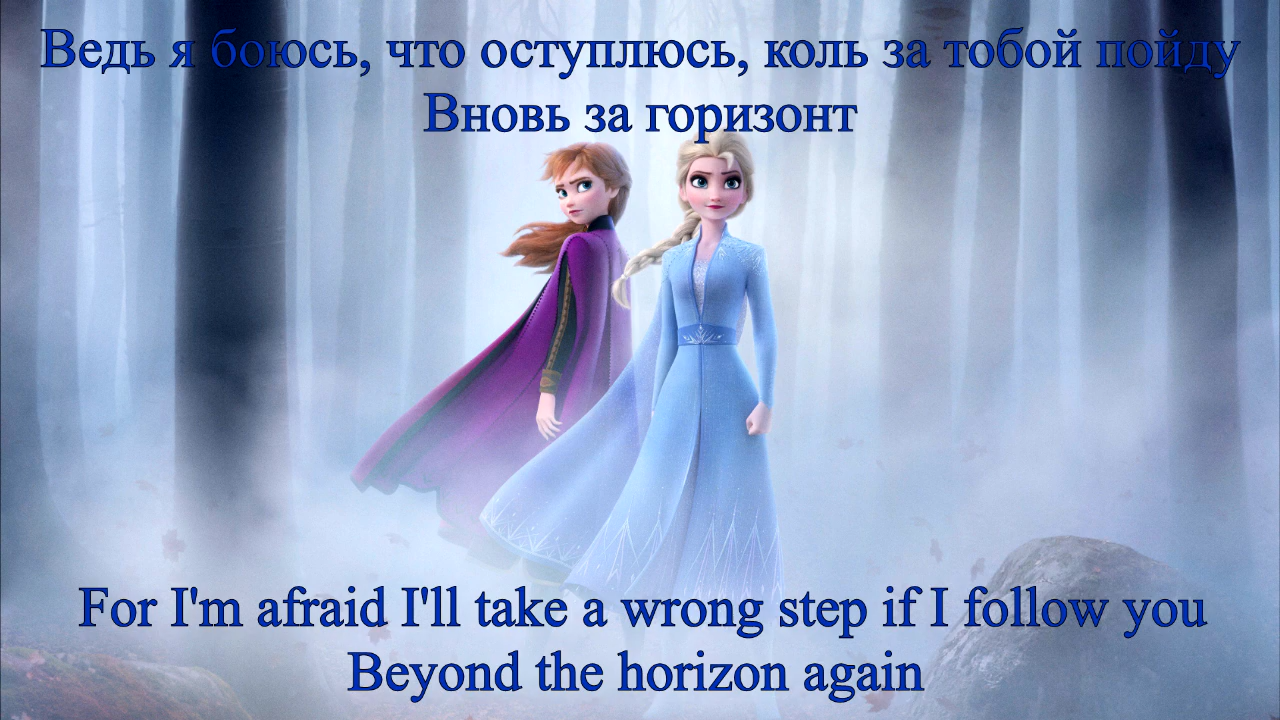 Ведь я боюсь, что оступлюсь, коль за тобой пойду
Вновь за горизонт
For I'm afraid I'll take a wrong step if I follow you
Beyond the horizon again